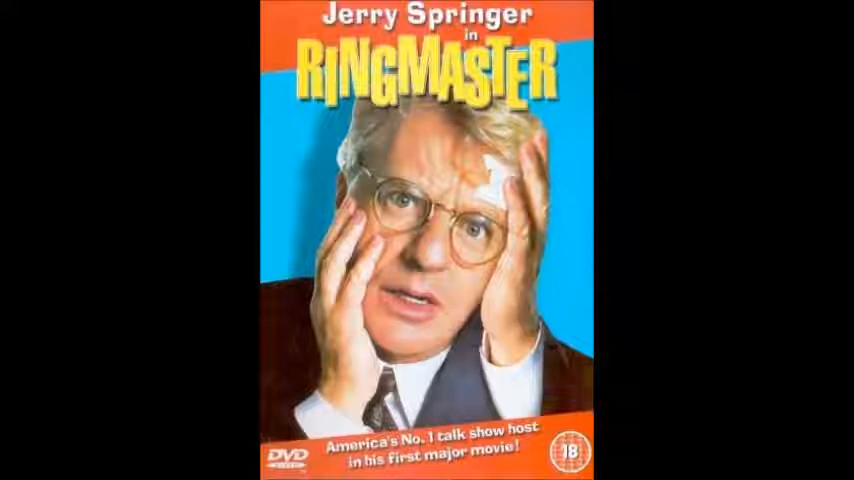 Jerry Springer
in
RINGMASTER
America's No. 1 talk show host
in his first major movie!
DVD
18